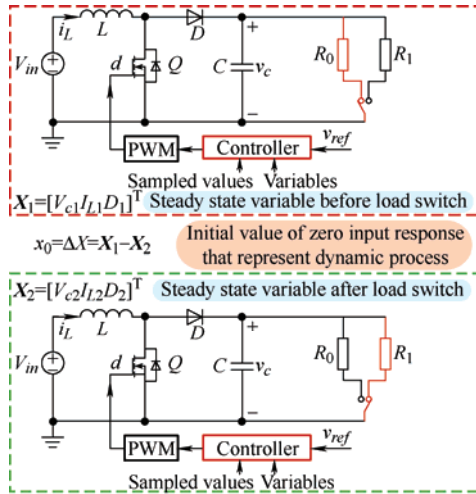 i_L L D + R_0 R_1
V_in d Q C v_c
−
PWM Controller v_ref
Sampled values Variables
X_1=[V_c1 I_L1 D_1]^T Steady state variable before load switch
x_0=ΔX=X_1−X_2 Initial value of zero input response
that represent dynamic process
X_2=[V_c2 I_L2 D_2]^T Steady state variable after load switch
i_L L D + R_0 R_1
V_in d Q C v_c
−
PWM Controller v_ref
Sampled values Variables